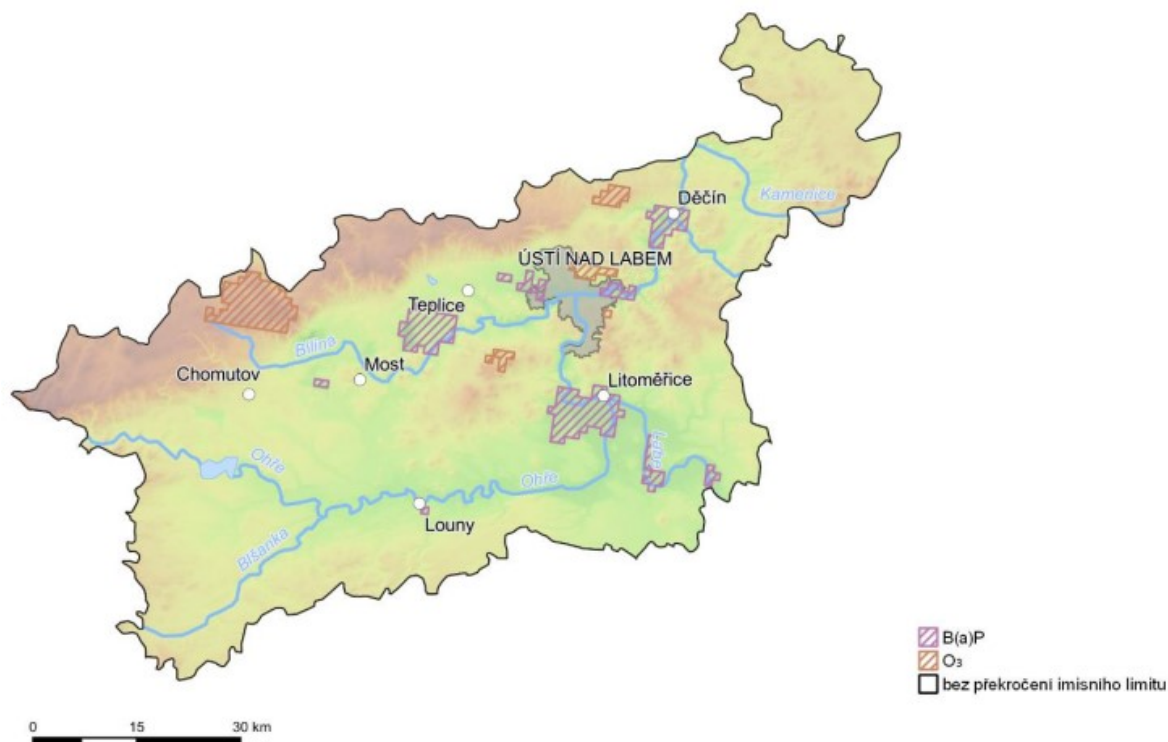 Kamenice
Děčín
ÚSTÍ NAD LABEM
Teplice
Bílina
Most
Chomutov
Litoměřice
Labe
Ohře
Ohře
Louny
Blšanka
B(a)P
O₃
bez překročení imisního limitu
0 15 30 km